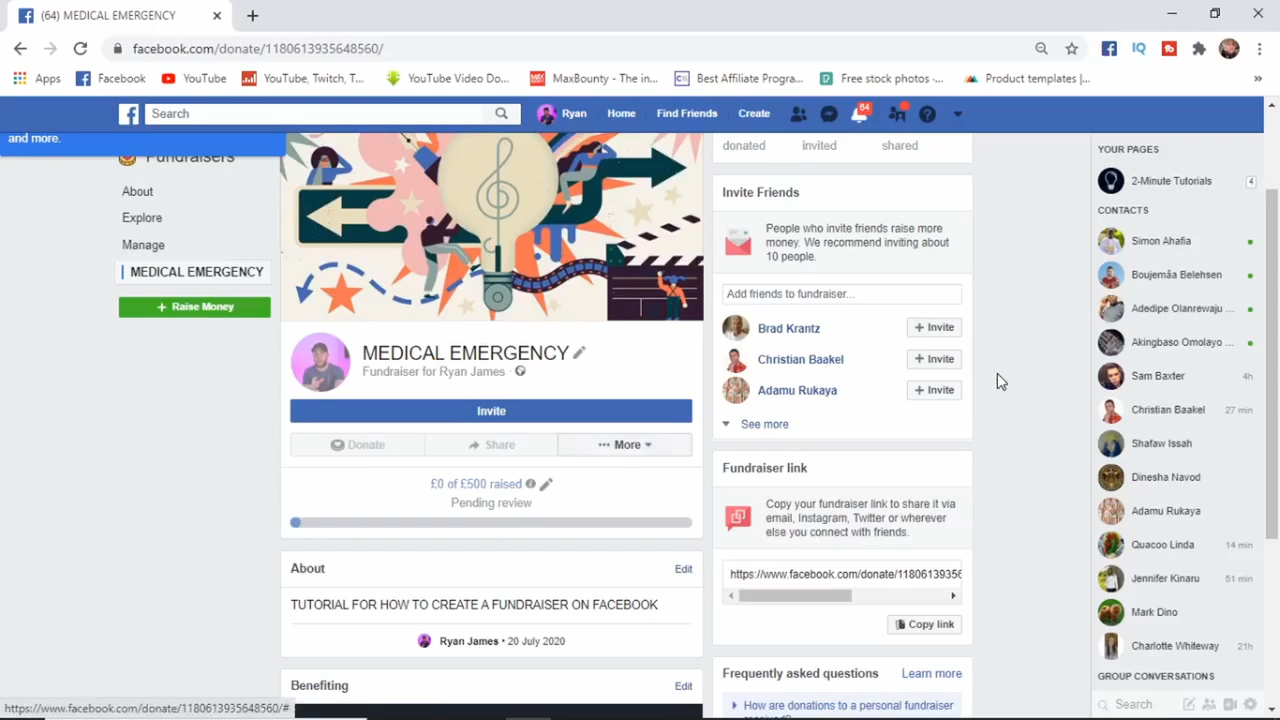 (64) MEDICAL EMERGENCY
facebook.com/donate/1180613935648560/
Apps
Facebook
YouTube
YouTube, Twitch, T...
YouTube Video Do...
MaxBounty - The in...
Best Affiliate Progra...
Free stock photos - ...
Product templates |...
»
Search
Ryan
Home
Find Friends
Create
64
and more.
Fundraisers
About
Explore
Manage
MEDICAL EMERGENCY
+ Raise Money
MEDICAL EMERGENCY
Fundraiser for Ryan James ·
Invite
Donate
Share
··· More
£0 of £500 raised
Pending review
About
Edit
TUTORIAL FOR HOW TO CREATE A FUNDRAISER ON FACEBOOK
Ryan James • 20 July 2020
Benefiting
Edit
donated
invited
shared
Invite Friends
People who invite friends raise more
money. We recommend inviting about
10 people.
Add friends to fundraiser...
Brad Krantz
+ Invite
Christian Baakel
+ Invite
Adamu Rukaya
+ Invite
See more
Fundraiser link
Copy your fundraiser link to share it via
email, Instagram, Twitter or wherever
else you connect with friends.
https://www.facebook.com/donate/11806139356
Copy link
Frequently asked questions
Learn more
How are donations to a personal fundraiser
received?
YOUR PAGES
2-Minute Tutorials
4
CONTACTS
Simon Ahafia
Boujemåa Belehsen
Adedipe Olanrewaju ...
Akingbaso Omolayo ...
Sam Baxter
4h
Christian Baakel
27 min
Shafaw Issah
Dinesha Navod
Adamu Rukaya
Quacoo Linda
14 min
Jennifer Kinaru
51 min
Mark Dino
Charlotte Whiteway
21h
GROUP CONVERSATIONS
Search
https://www.facebook.com/donate/1180613935648560/#